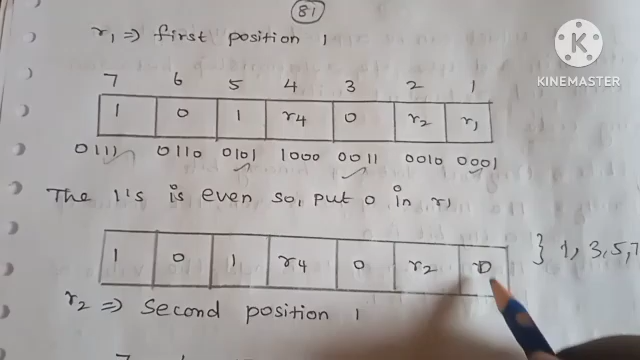 81
r1 => first position 1
KINEMASTER
7 6 5 4 3 2 1
1 0 1 r4 0 r2 r1
0111 0110 0101 1000 0011 0010 0001
The 1's is even so, put 0 in r1
1 0 1 r4 0 r2 0 } 1, 3, 5, 7
r2 => Second position 1
7